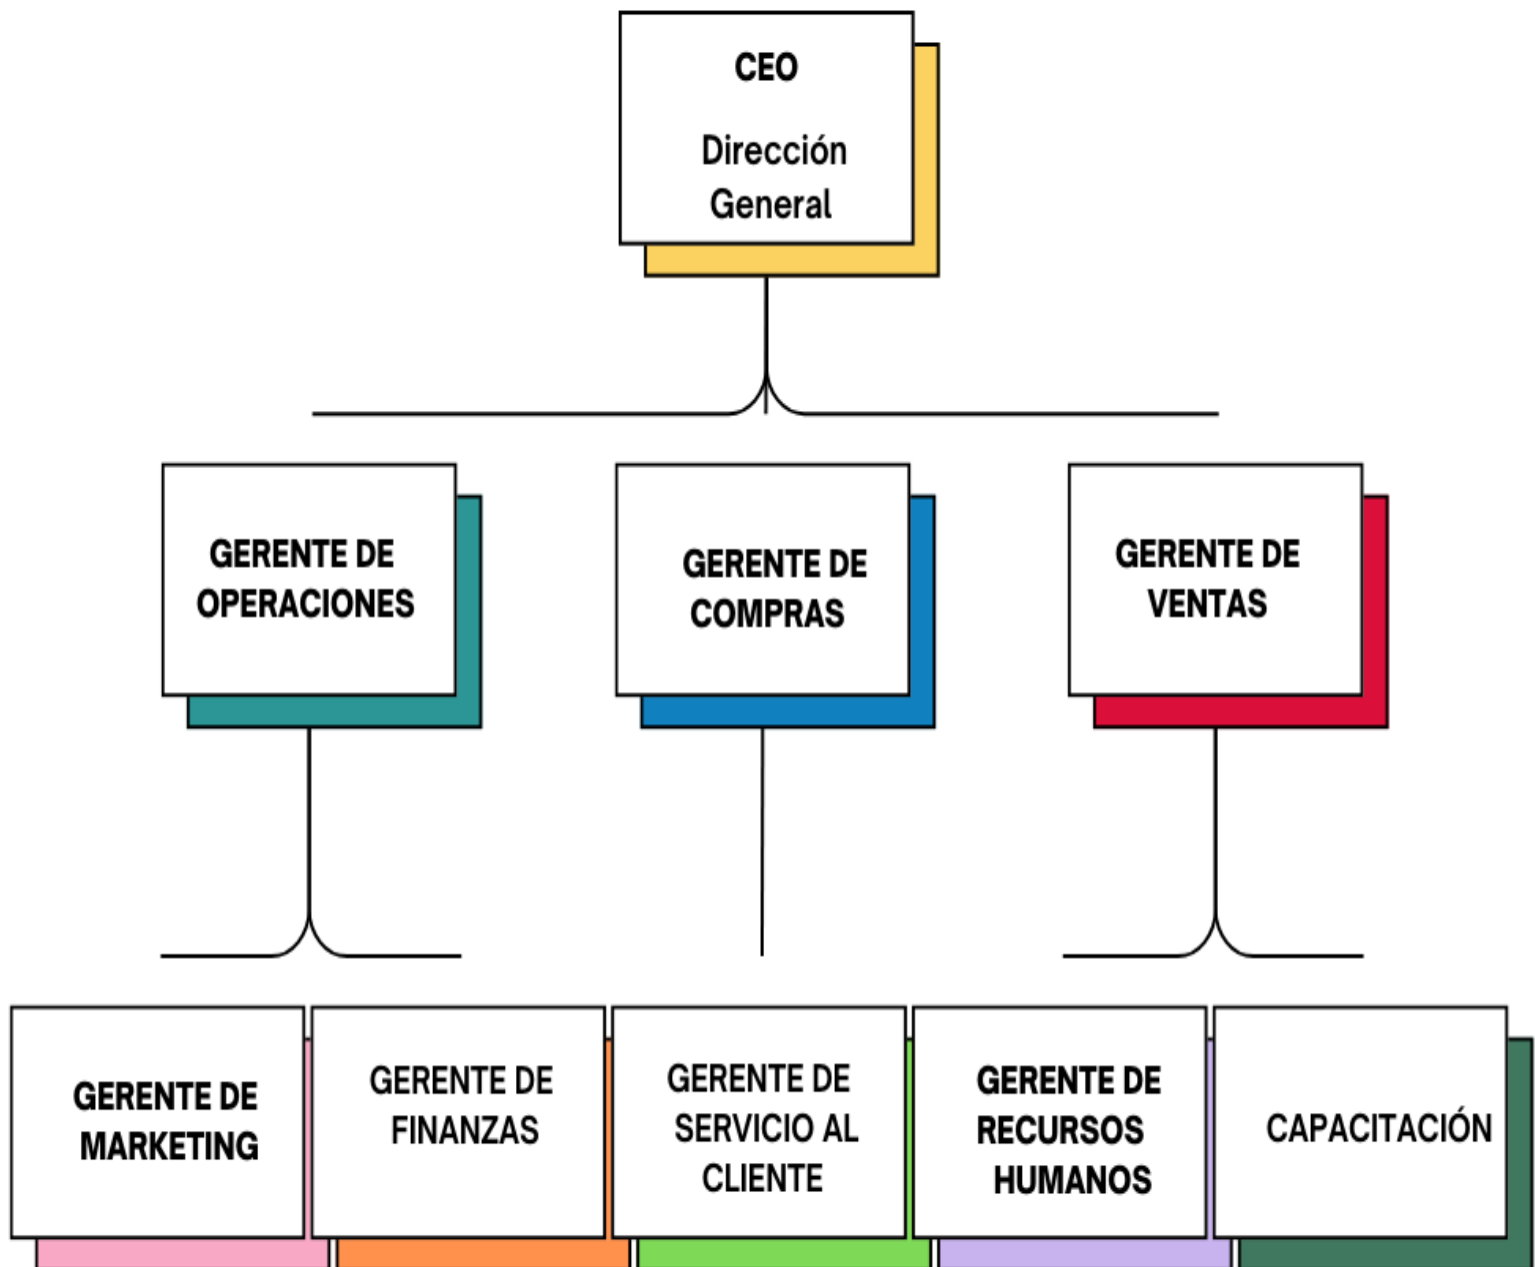 CEO
Dirección
General
GERENTE DE
OPERACIONES
GERENTE DE
COMPRAS
GERENTE DE
VENTAS
GERENTE DE
MARKETING
GERENTE DE
FINANZAS
GERENTE DE
SERVICIO AL
CLIENTE
GERENTE DE
RECURSOS
HUMANOS
CAPACITACIÓN